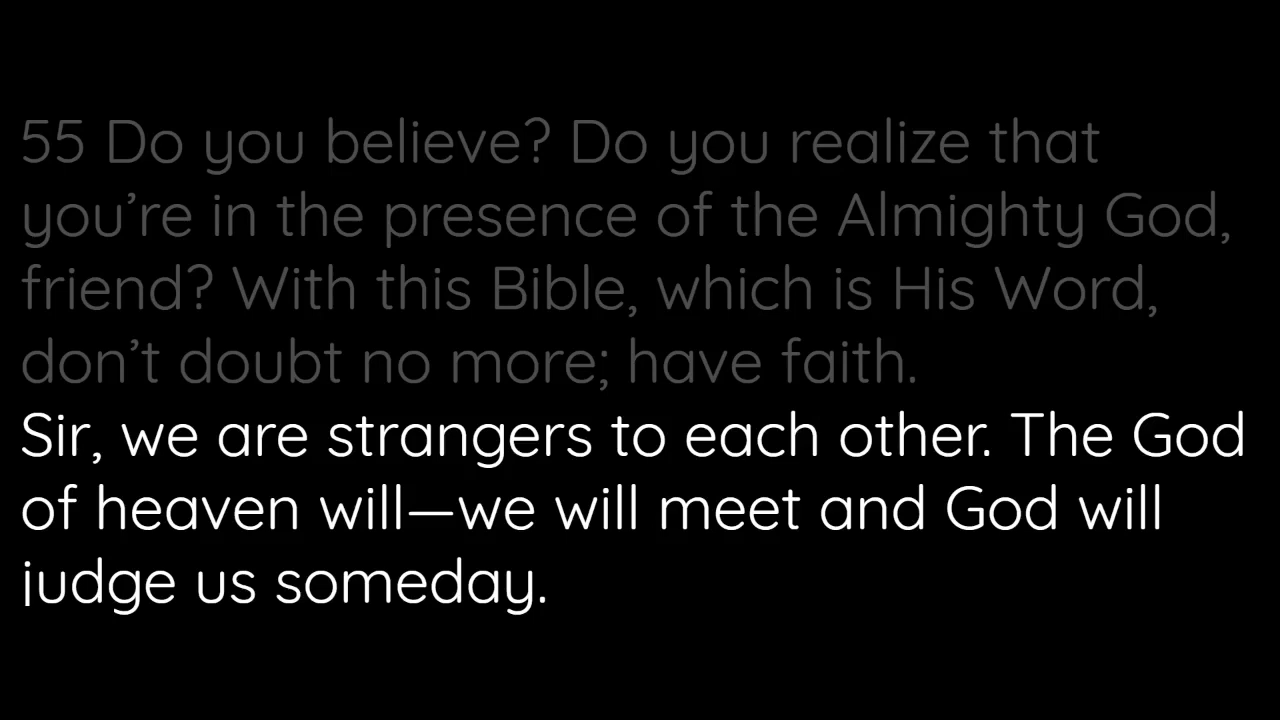 55 Do you believe? Do you realize that
you’re in the presence of the Almighty God,
friend? With this Bible, which is His Word,
don’t doubt no more; have faith.
Sir, we are strangers to each other. The God
of heaven will—we will meet and God will
judge us someday.